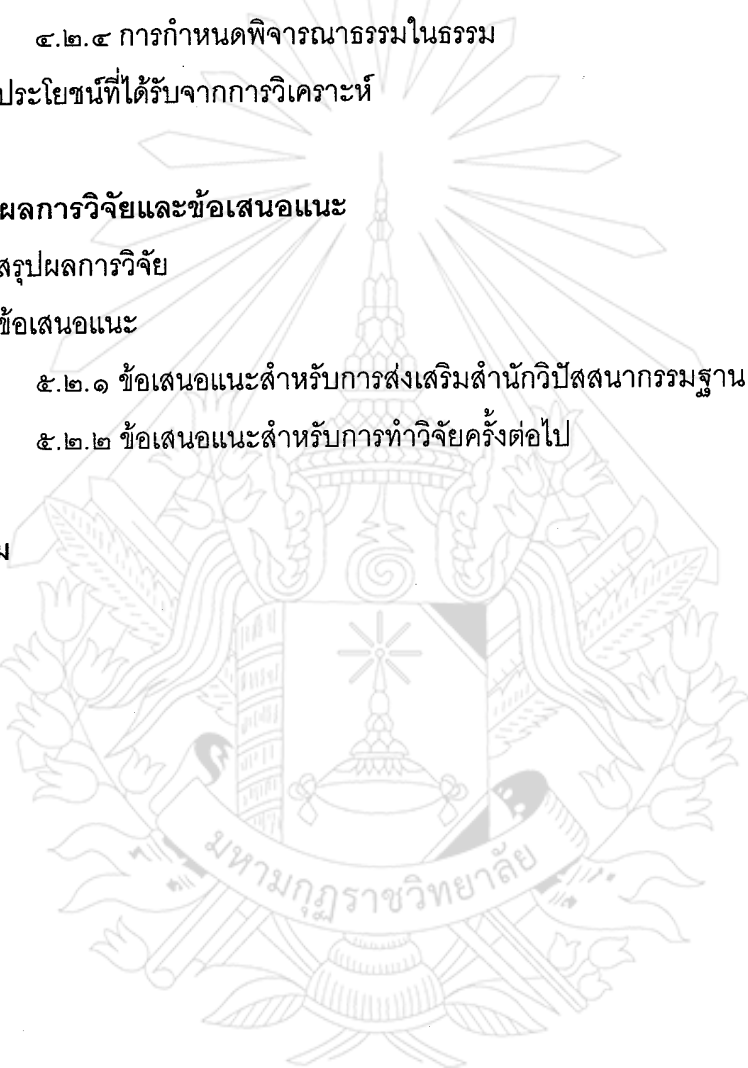 ๔.๒.๔ การกำหนดพิจารณาธรรมในธรรม
ประโยชน์ที่ได้รับจากการวิเคราะห์
ผลการวิจัยและข้อเสนอแนะ
สรุปผลการวิจัย
ข้อเสนอแนะ
๕.๒.๑ ข้อเสนอแนะสำหรับการส่งเสริมสำนักวิปัสสนากรรมฐาน
๕.๒.๒ ข้อเสนอแนะสำหรับการทำวิจัยครั้งต่อไป
ม
มหามกุฏราชวิทยาลัย